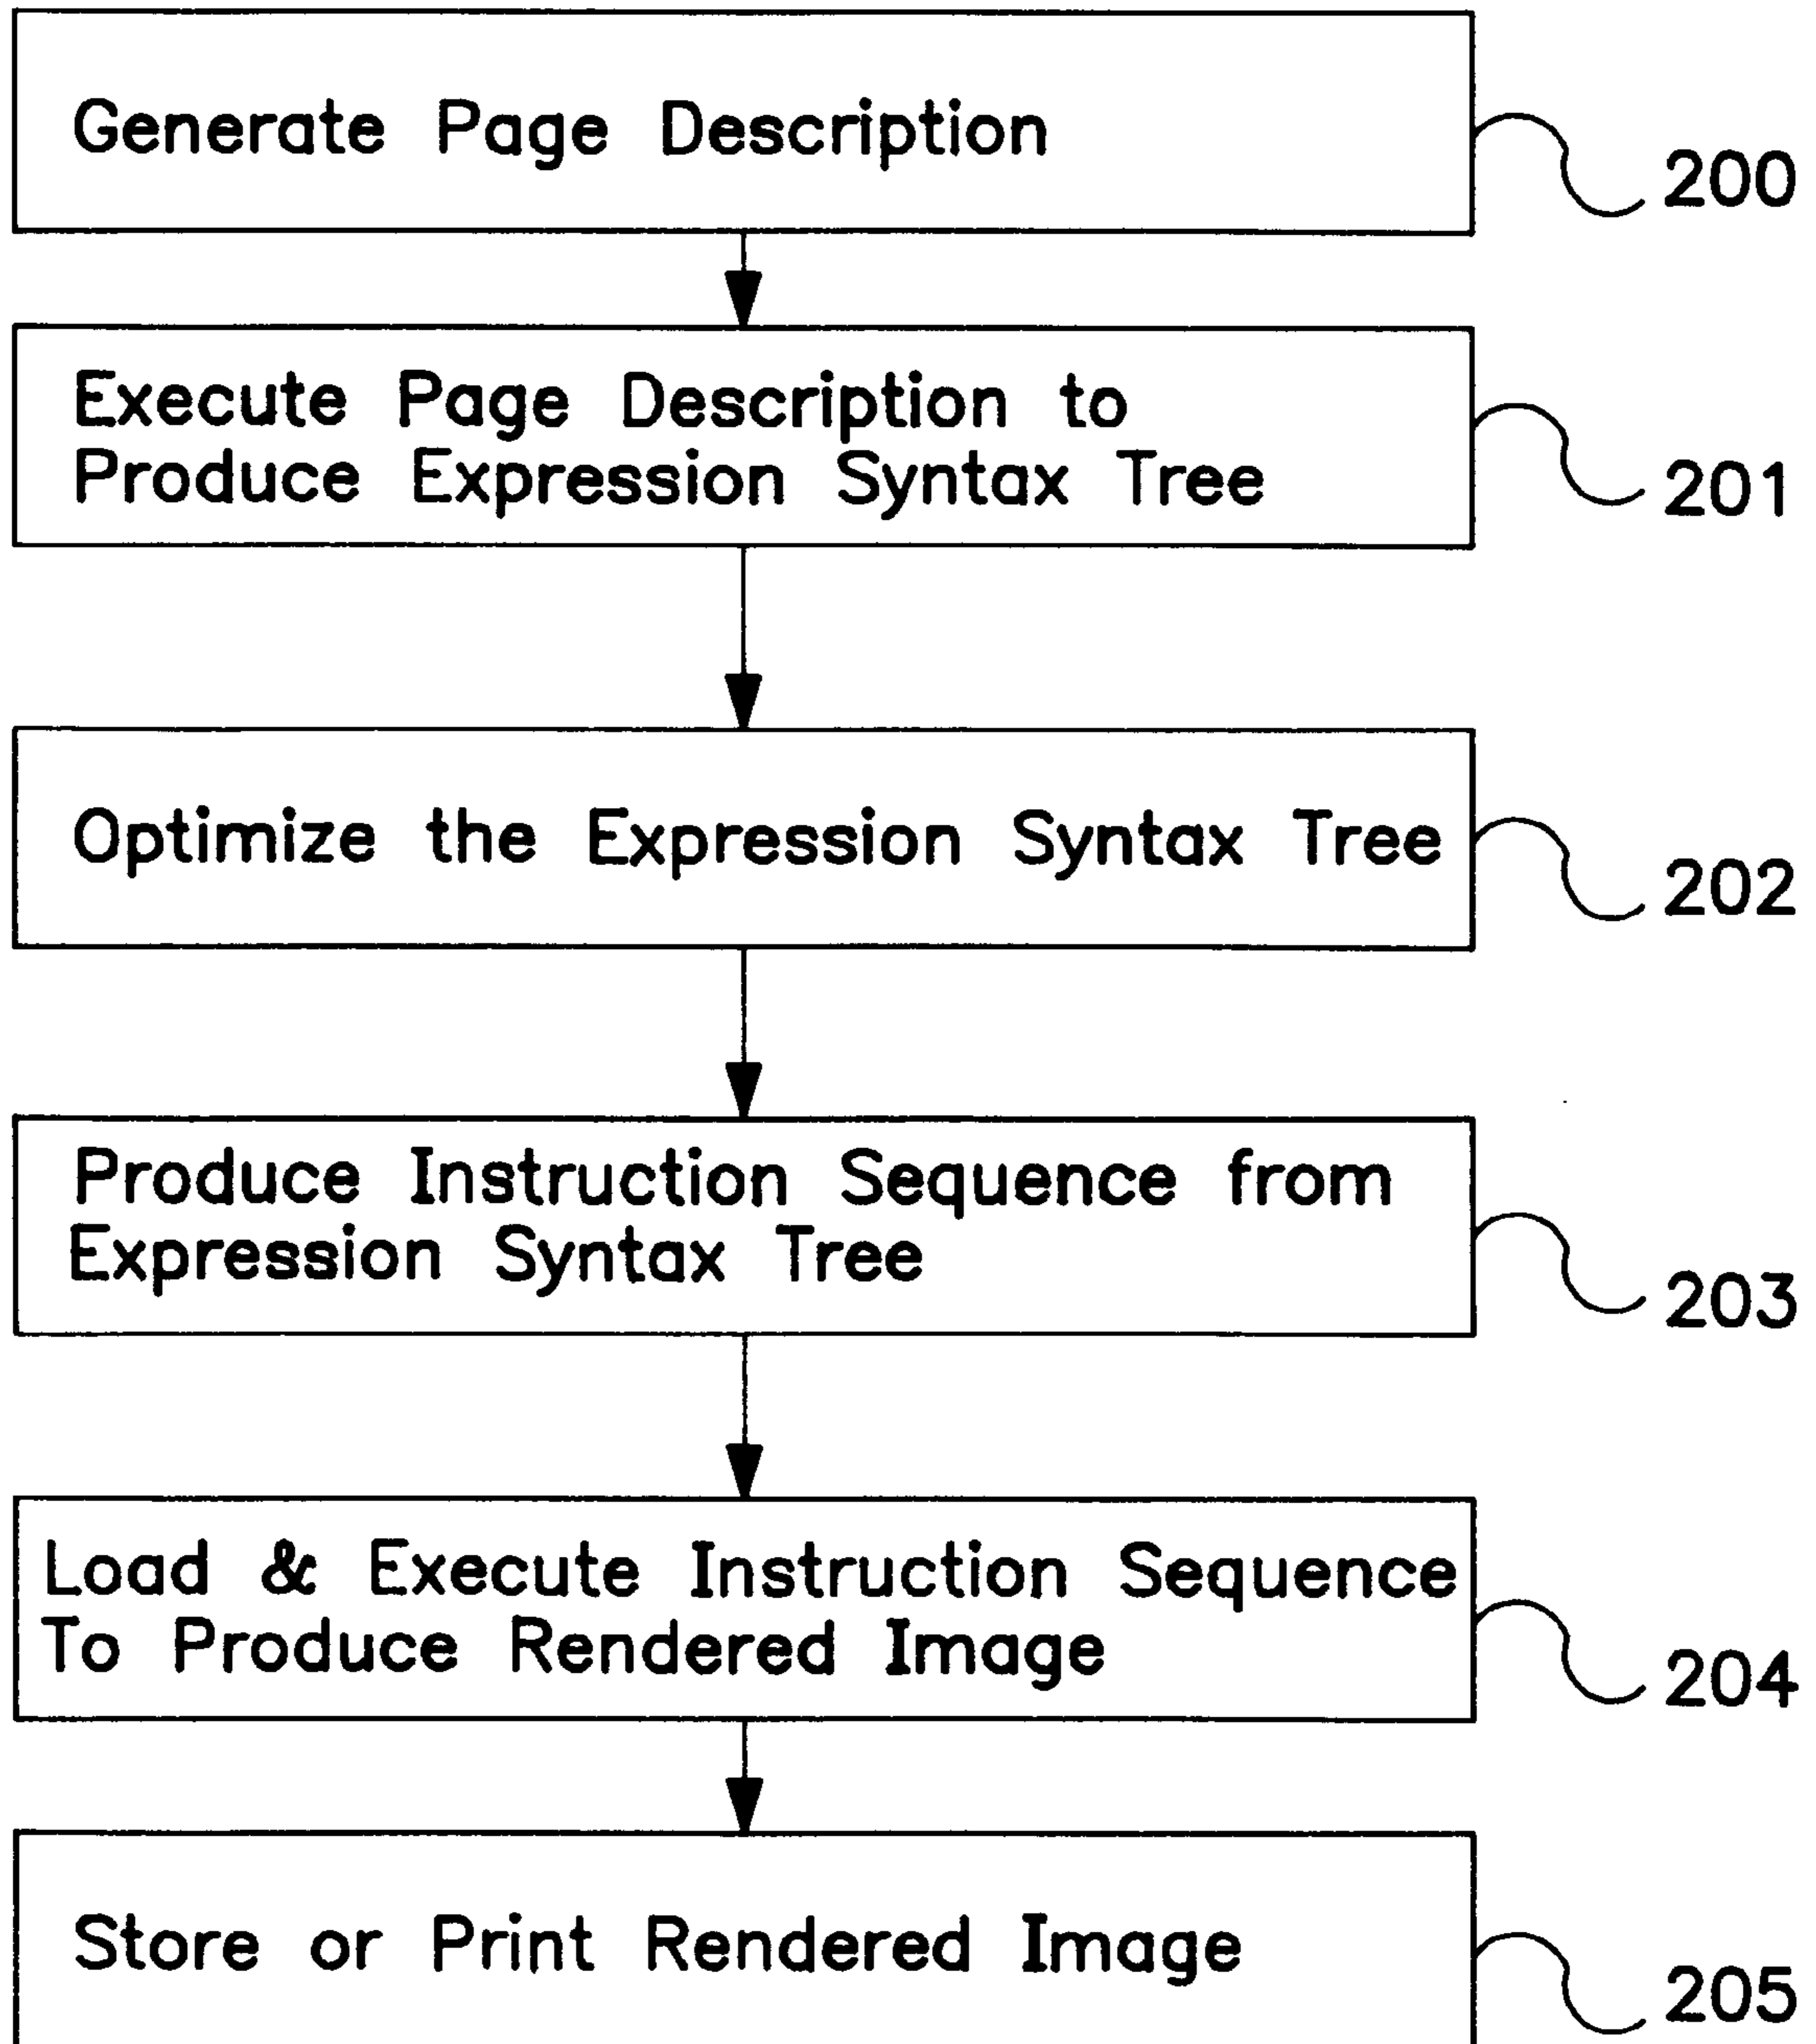 Generate Page Description
200
Execute Page Description to
Produce Expression Syntax Tree
201
Optimize the Expression Syntax Tree
202
Produce Instruction Sequence from
Expression Syntax Tree
203
Load & Execute Instruction Sequence
To Produce Rendered Image
204
Store or Print Rendered Image
205